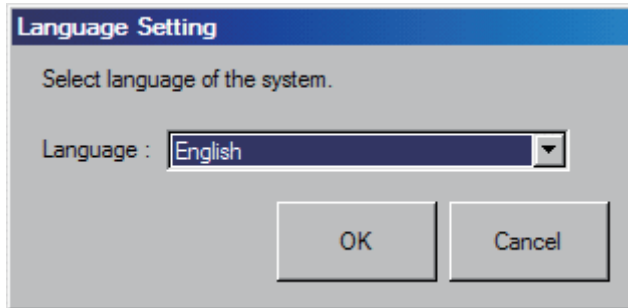 Language Setting
Select language of the system.
Language : English
OK Cancel